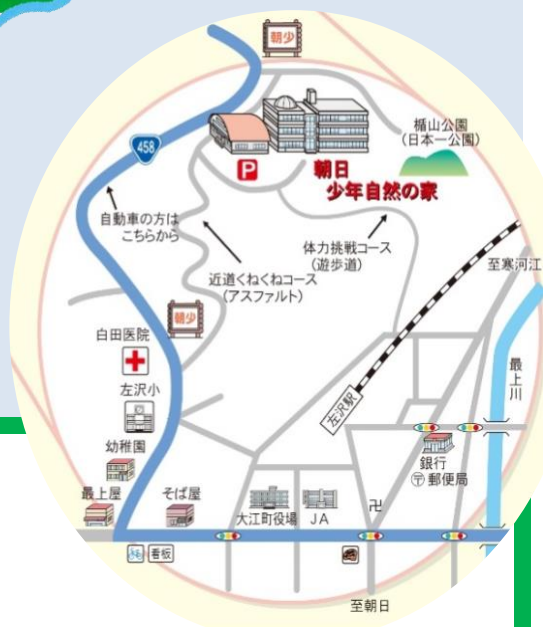 朝少
458
楯山公園
(日本一公園)
P
朝日
少年自然の家
自動車の方は
こちらから
体力挑戦コース
(遊歩道)
至寒河江
近道くねくねコース
(アスファルト)
朝少
白田医院
最上川
左沢小
左沢駅
幼稚園
銀行
〒郵便局
最上屋
そば屋
大江町役場
JA
卍
看板
至朝日